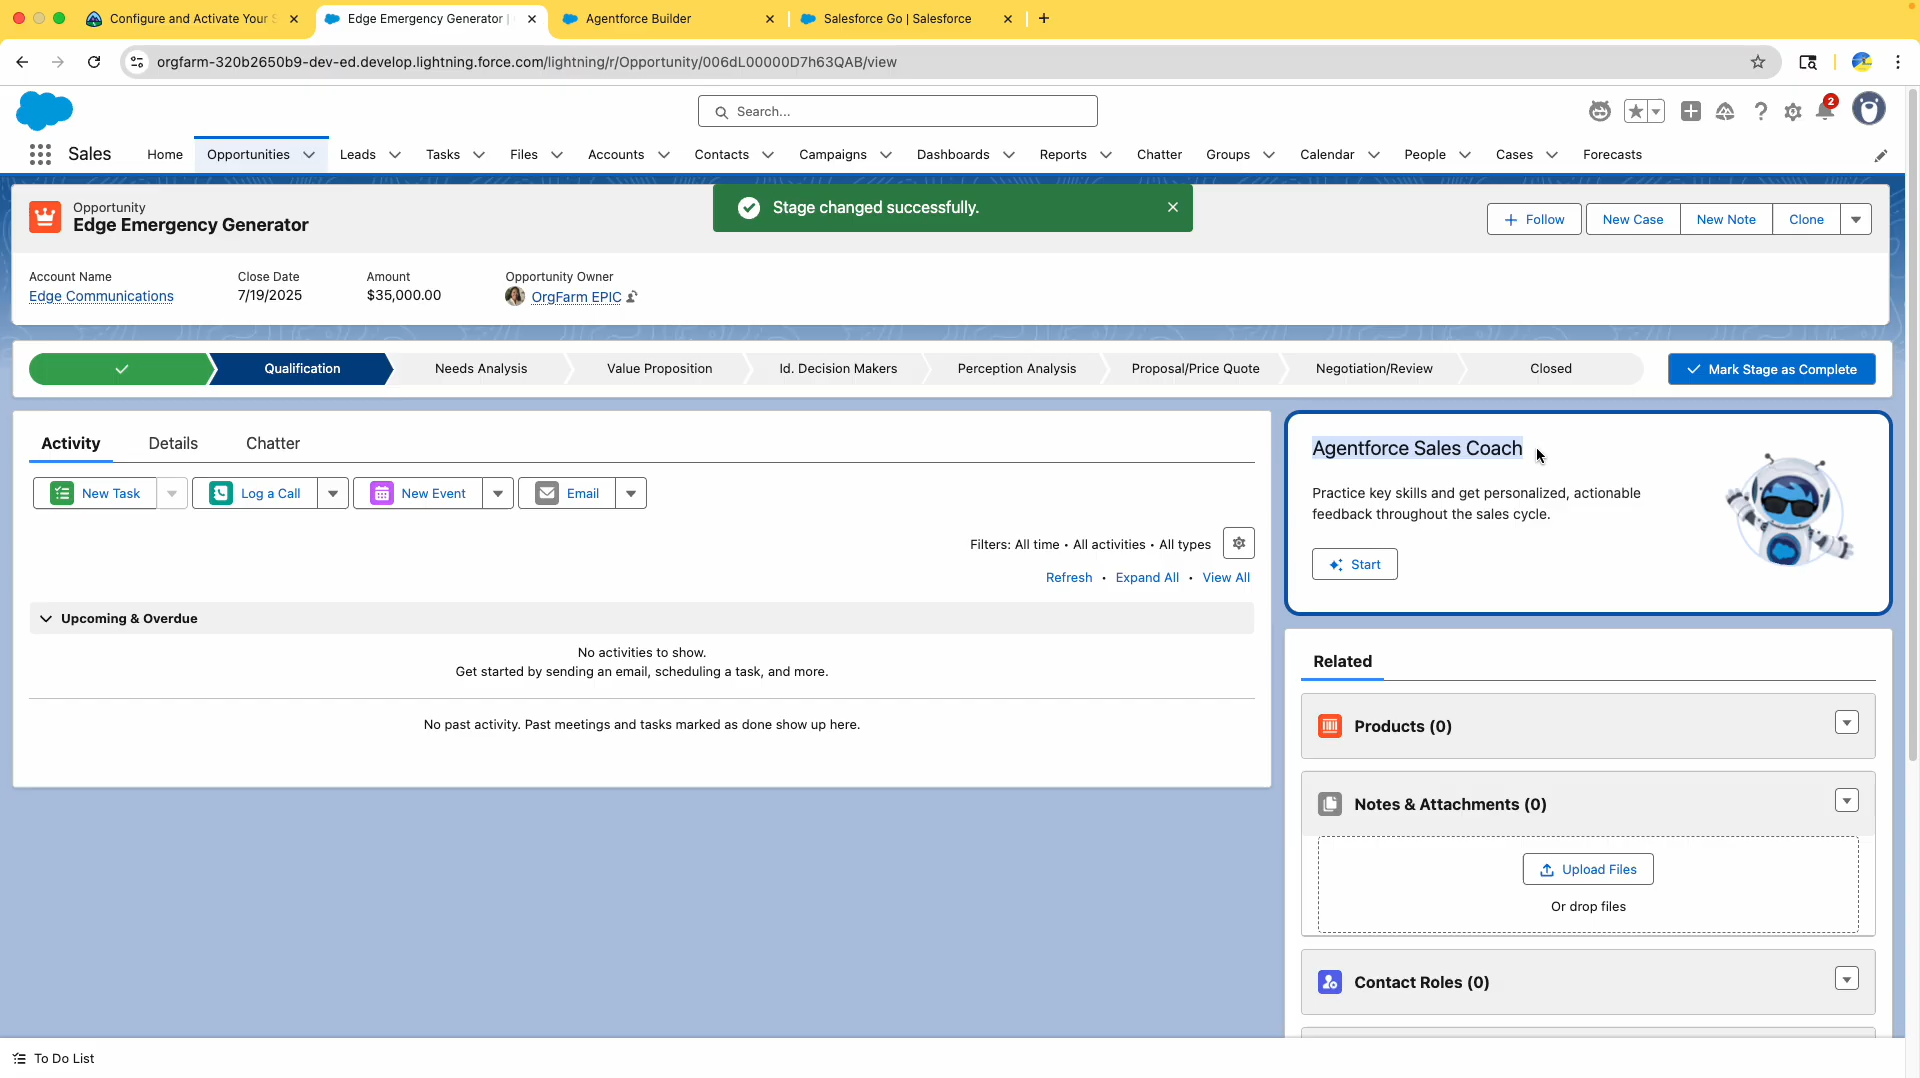 Configure and Activate Your S
Edge Emergency Generator |
Agentforce Builder
Salesforce Go | Salesforce
orgfarm-320b2650b9-dev-ed.develop.lightning.force.com/lightning/r/Opportunity/006dL00000D7h63QAB/view
Search...
2
Sales
Home
Opportunities
Leads
Tasks
Files
Accounts
Contacts
Campaigns
Dashboards
Reports
Chatter
Groups
Calendar
People
Cases
Forecasts
Opportunity
Edge Emergency Generator
Stage changed successfully.
Follow
New Case
New Note
Clone
Account Name
Edge Communications
Close Date
7/19/2025
Amount
$35,000.00
Opportunity Owner
OrgFarm EPIC
Qualification
Needs Analysis
Value Proposition
Id. Decision Makers
Perception Analysis
Proposal/Price Quote
Negotiation/Review
Closed
Mark Stage as Complete
Activity
Details
Chatter
New Task
Log a Call
New Event
Email
Filters: All time • All activities • All types
Refresh • Expand All • View All
Upcoming & Overdue
No activities to show.
Get started by sending an email, scheduling a task, and more.
No past activity. Past meetings and tasks marked as done show up here.
Agentforce Sales Coach
Practice key skills and get personalized, actionable
feedback throughout the sales cycle.
Start
Related
Products (0)
Notes & Attachments (0)
Upload Files
Or drop files
Contact Roles (0)
To Do List